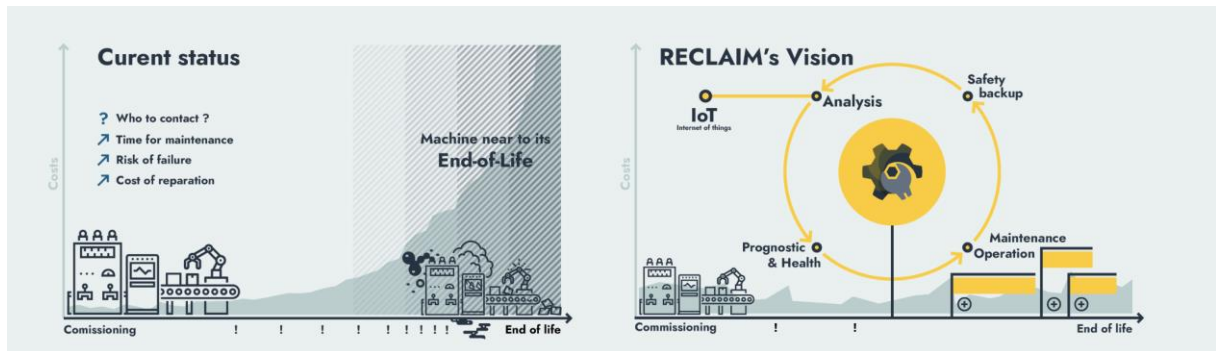 Curent status
? Who to contact ?
Time for maintenance
Risk of failure
Cost of reparation
Machine near to its
End-of-Life
Costs
Comissioning
! ! ! ! ! ! ! ! !
End of life
RECLAIM's Vision
Safety
backup
Analysis
IoT
Internet of things
Costs
Prognostic
& Health
Maintenance
Operation
Commissioning
! !
End of life